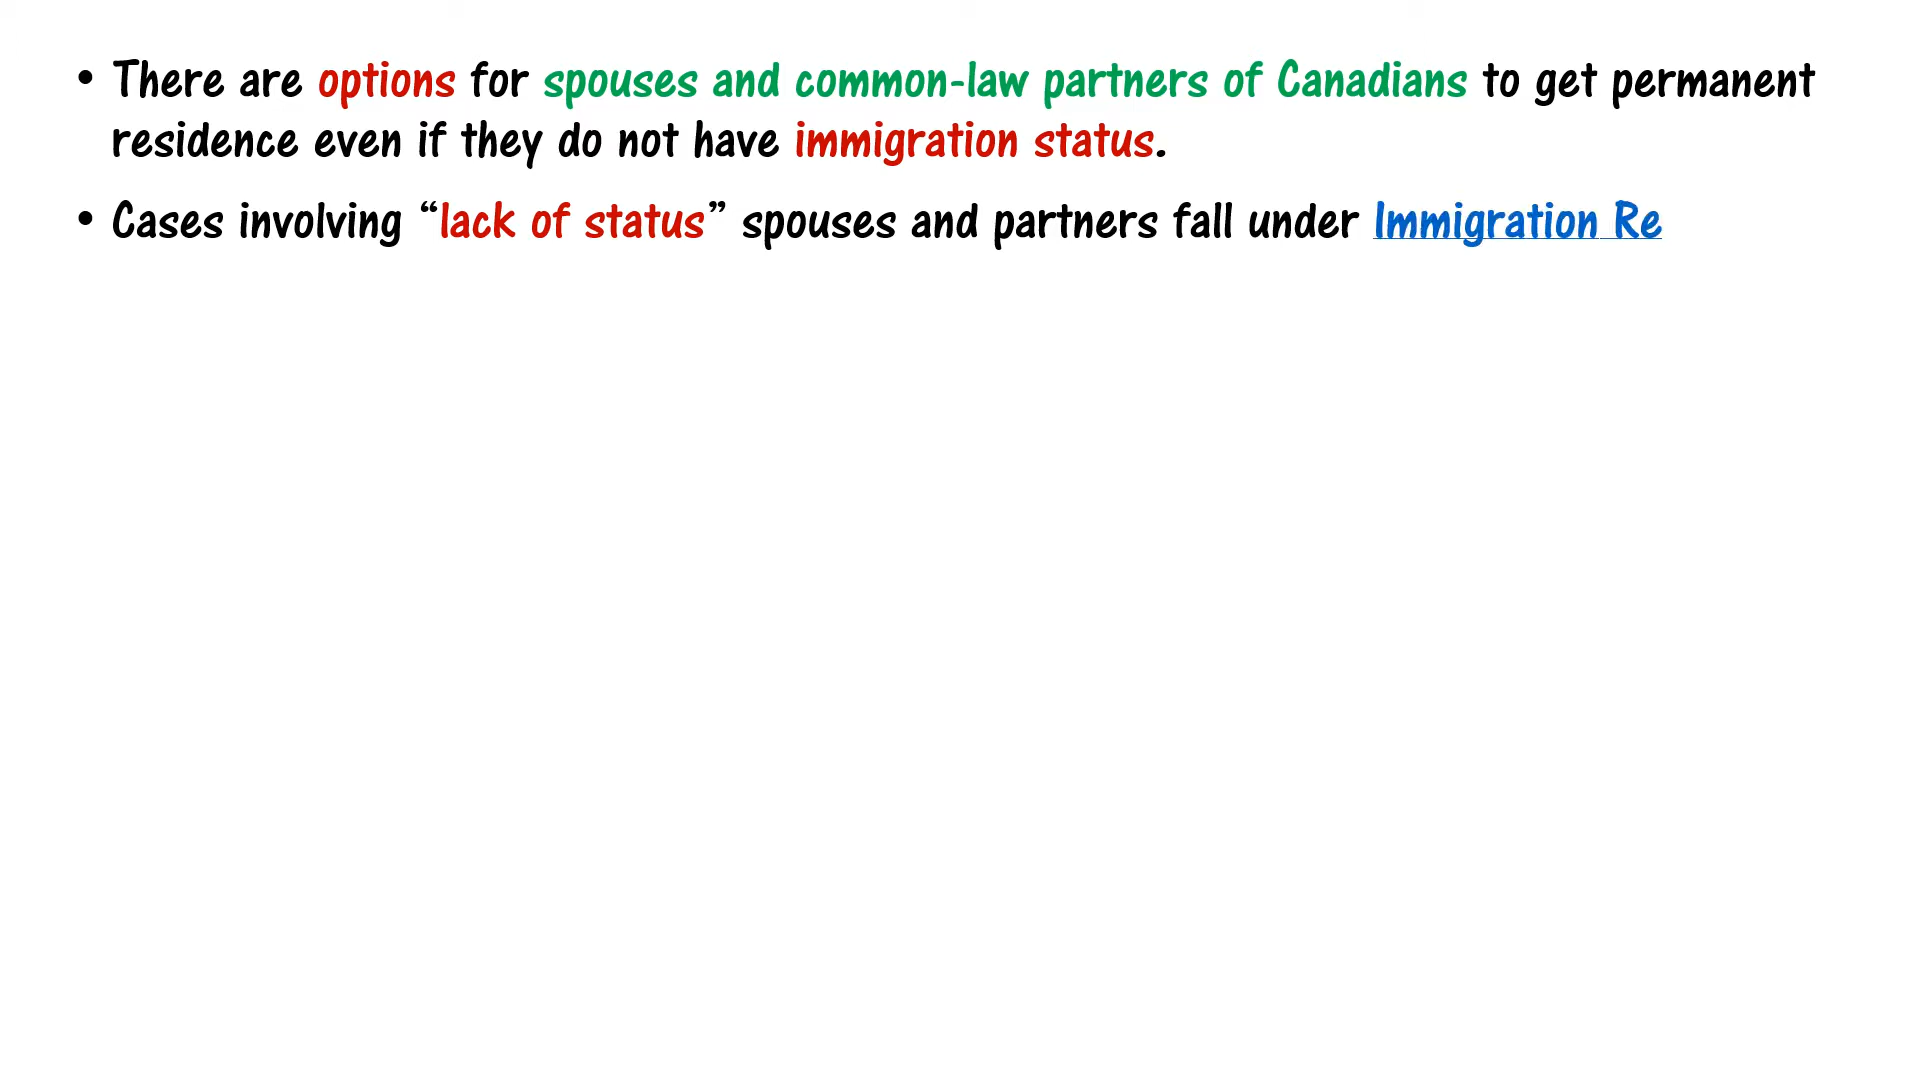 • There are options for spouses and common-law partners of Canadians to get permanent
residence even if they do not have immigration status.
• Cases involving “lack of status” spouses and partners fall under Immigration Re